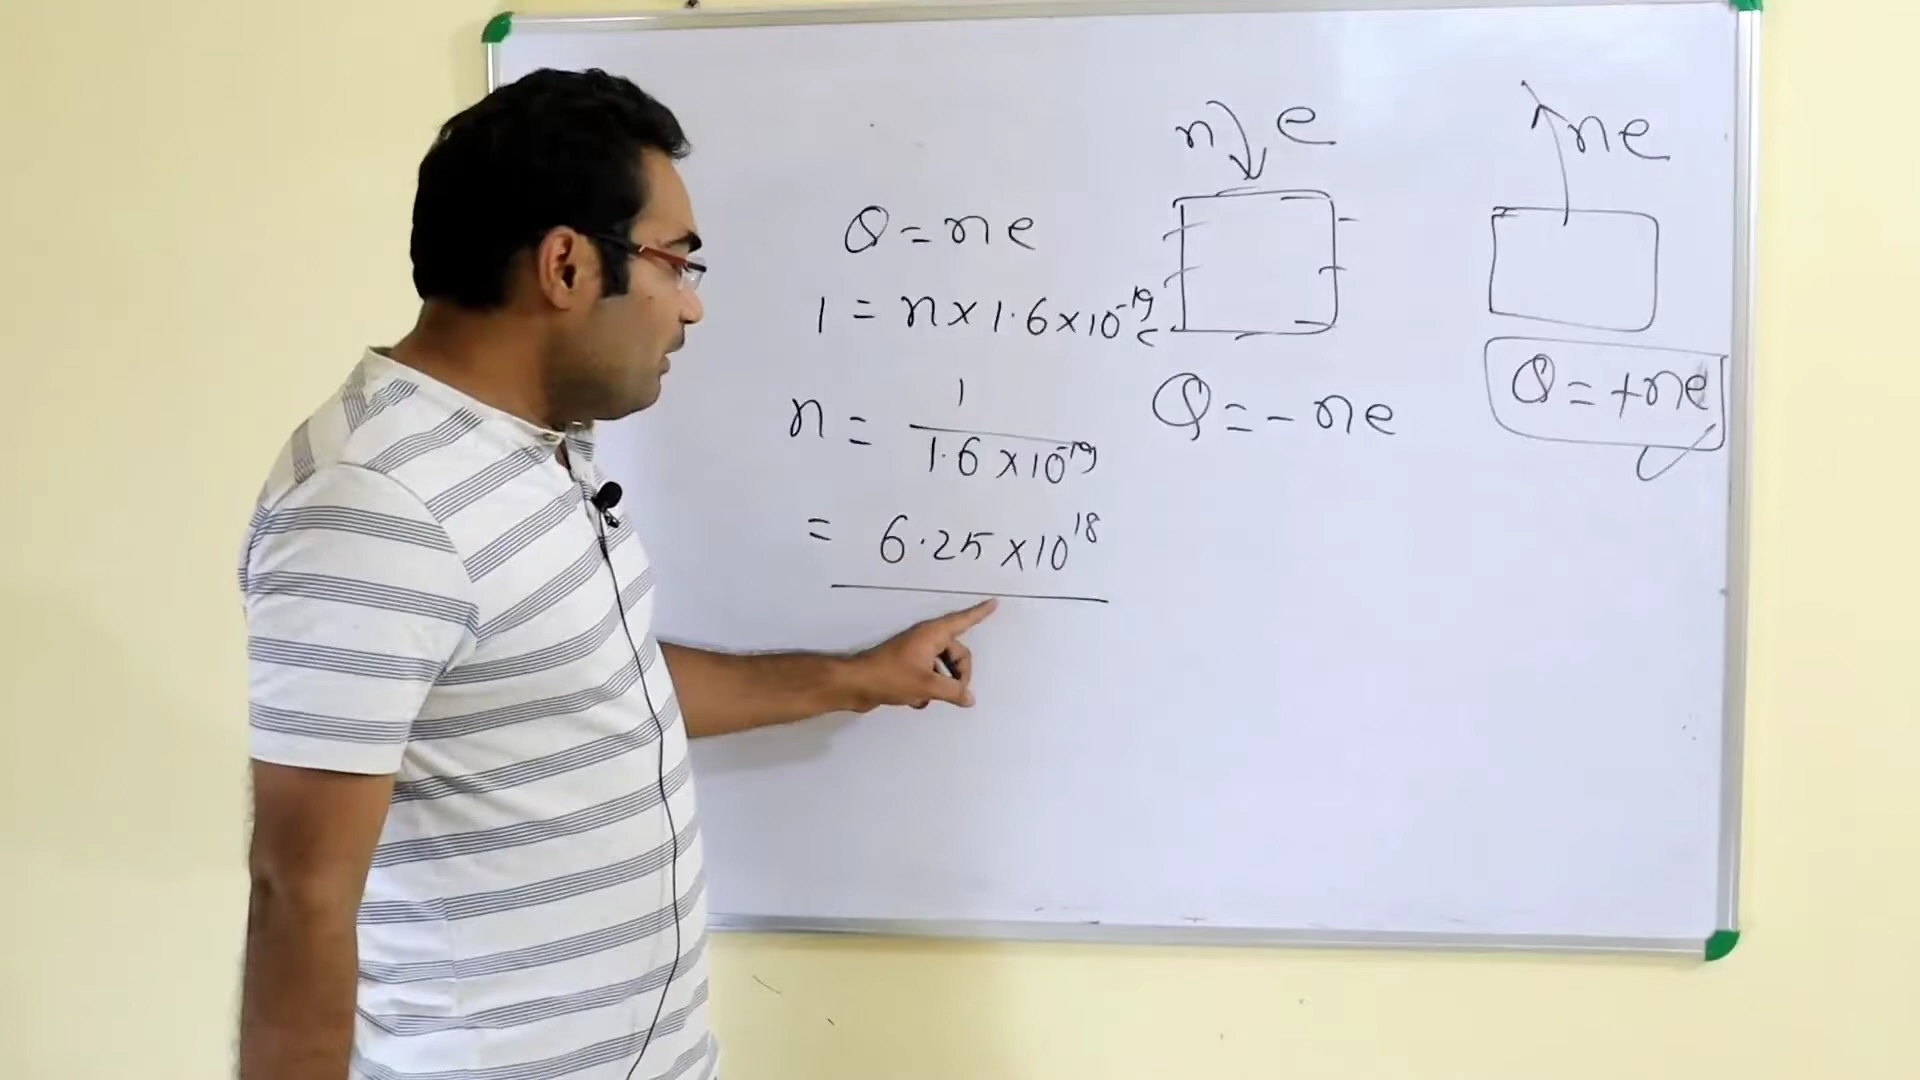 Q = ne
1 = n × 1.6 × 10⁻¹⁹ C
n = 1 / 1.6 × 10⁻¹⁹
= 6.25 × 10¹⁸
n e
Q = - ne
ne
Q = + ne